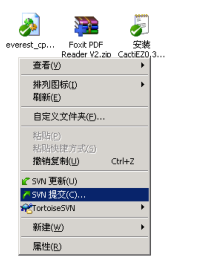 everest_cp...
Foxit PDF
Reader V2.zip
安装
CactiEZ0.3...
查看(V)
排列图标(I)
刷新(E)
自定义文件夹(F)...
粘贴(P)
粘贴快捷方式(S)
撤销复制(U) Ctrl+Z
SVN 更新(U)
SVN 提交(C)...
TortoiseSVN
新建(W)
属性(R)